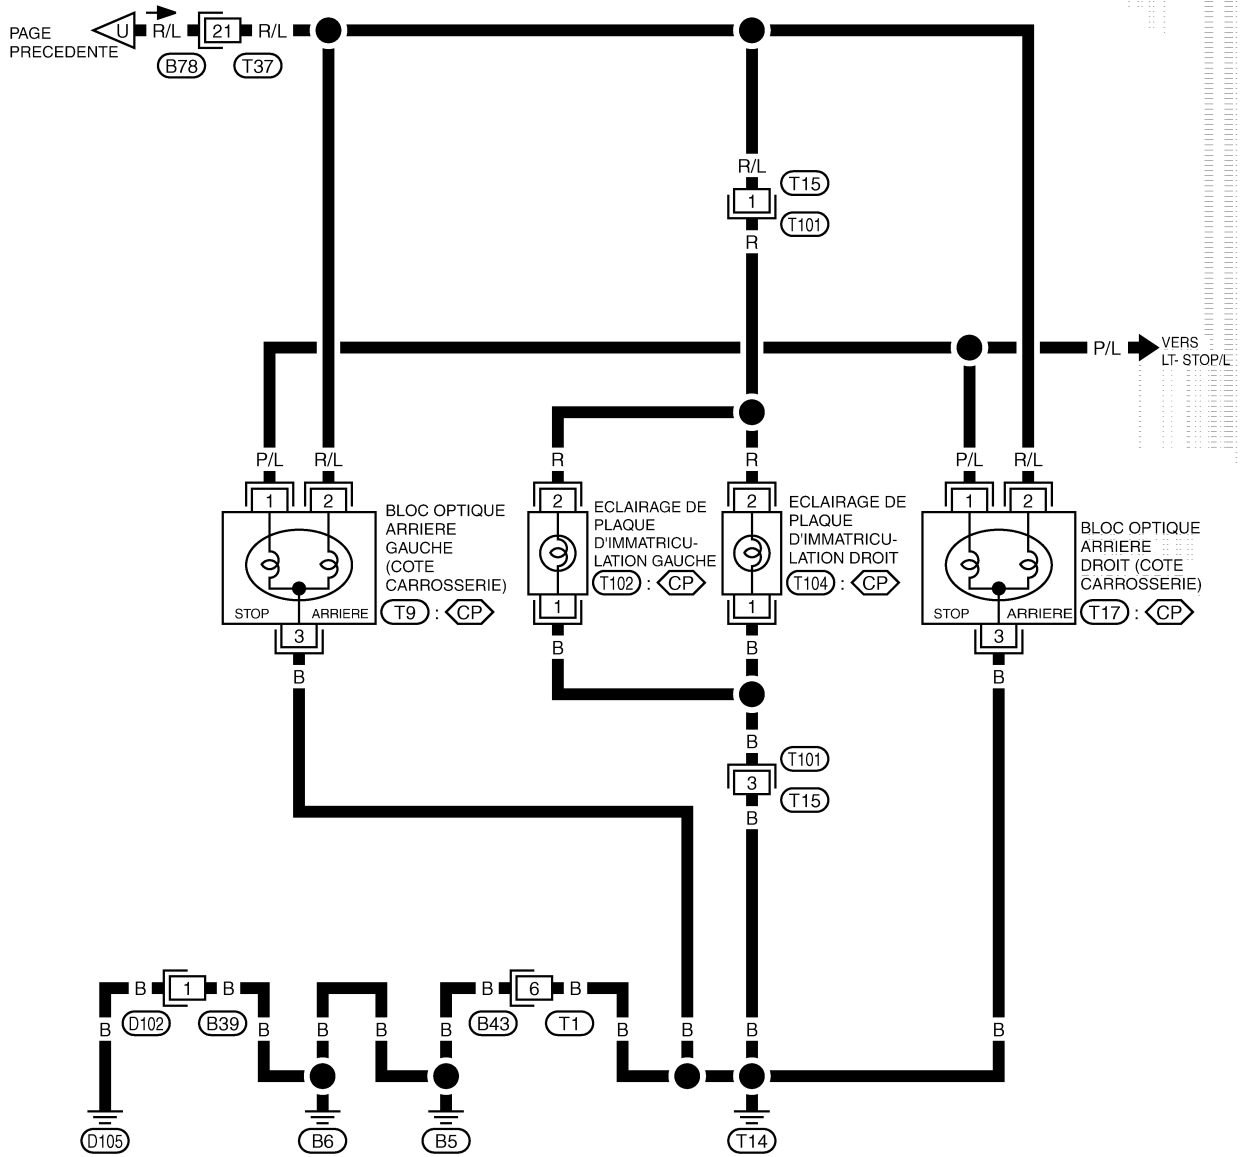 PAGE
PRECEDENTE
U R/L 21 R/L
B78 T37
R/L T15
1
T101
R
P/L VERS
LT- STOP/L
P/L R/L R R P/L R/L
1 2 2 2 1 2
BLOC OPTIQUE
ARRIERE
GAUCHE
(COTE
CARROSSERIE)
T9 : CP
STOP ARRIERE
3
ECLAIRAGE DE
PLAQUE
D'IMMATRICU-
LATION GAUCHE
T102 : CP
1
ECLAIRAGE DE
PLAQUE
D'IMMATRICU-
LATION DROIT
T104 : CP
1
BLOC OPTIQUE
ARRIERE
DROIT (COTE
CARROSSERIE)
T17 : CP
STOP ARRIERE
3
B B B B
B T101
3
T15
B
B 1 B B 6 B
D102 B39 B43 T1
B B B B B B B B B
D105 B6 B5 T14